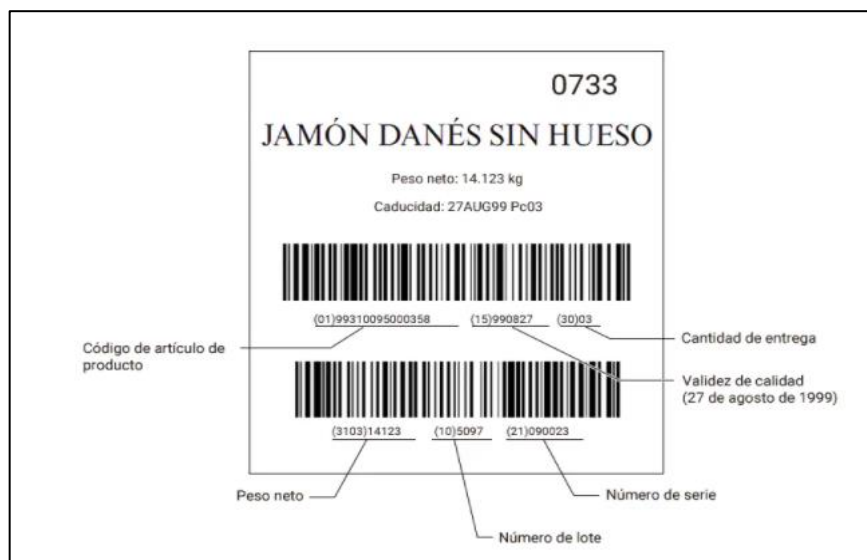 0733
JAMÓN DANÉS SIN HUESO
Peso neto: 14.123 kg
Caducidad: 27AUG99 Pc03
(01)99310095000358 (15)990827 (30)03
Código de artículo de
producto
Cantidad de entrega
Validez de calidad
(27 de agosto de 1999)
(3103)14123 (10)5097 (21)090023
Peso neto
Número de serie
Número de lote